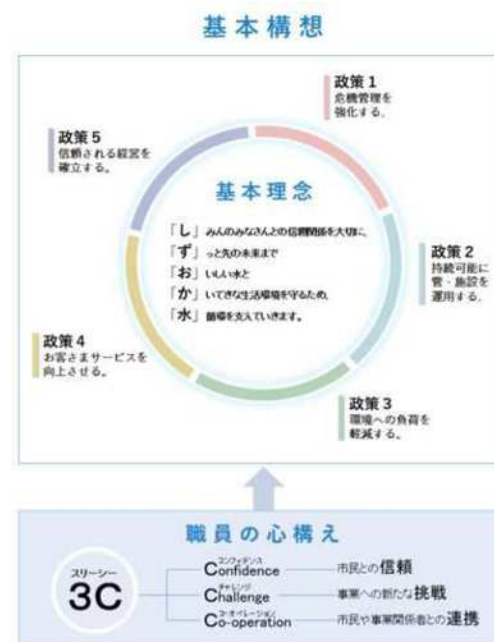 基本構想
政策1
危機管理を
強化する。
政策5
信頼される経営を
確立する。
基本理念
「し」みんのみなさんとの信頼関係を大切に、
「ず」っと先の未来まで
「お」いしい水と
「か」いてきな生活環境を守るため、
「水」循環を支えていきます。
政策2
持続可能に
管・施設を
運用する。
政策4
お客さまサービスを
向上させる。
政策3
環境への負荷を
軽減する。
職員の心構え
スリーシー
3C
コンフィデンス
Confidence
市民との信頼
チャレンジ
Challenge
事業への新たな挑戦
コ・オペレーション
Co-operation
市民や事業関係者との連携